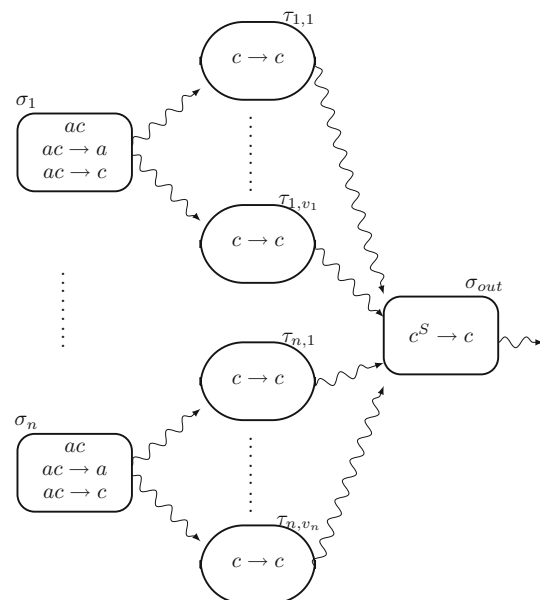 τ1,1
c → c
σ1
ac
ac → a
ac → c
τ1,v1
c → c
σout
c^S → c
τn,1
c → c
σn
ac
ac → a
ac → c
τn,vn
c → c